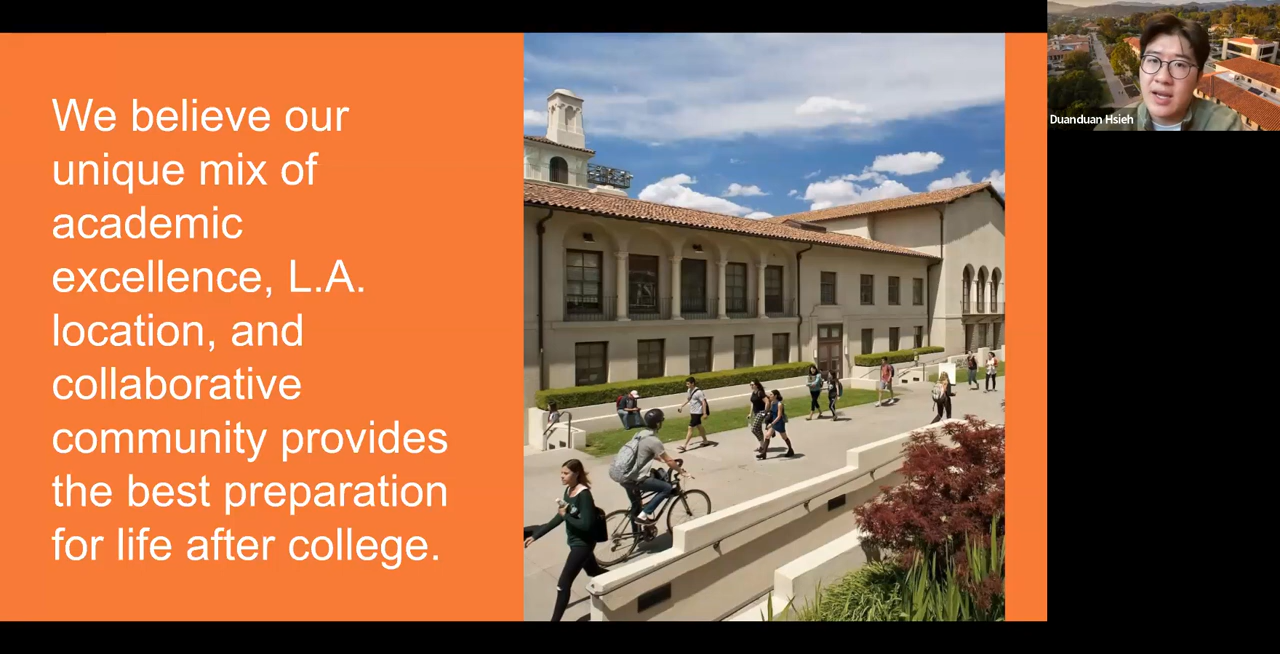 We believe our
unique mix of
academic
excellence, L.A.
location, and
collaborative
community provides
the best preparation
for life after college.
Duanduan Hsieh